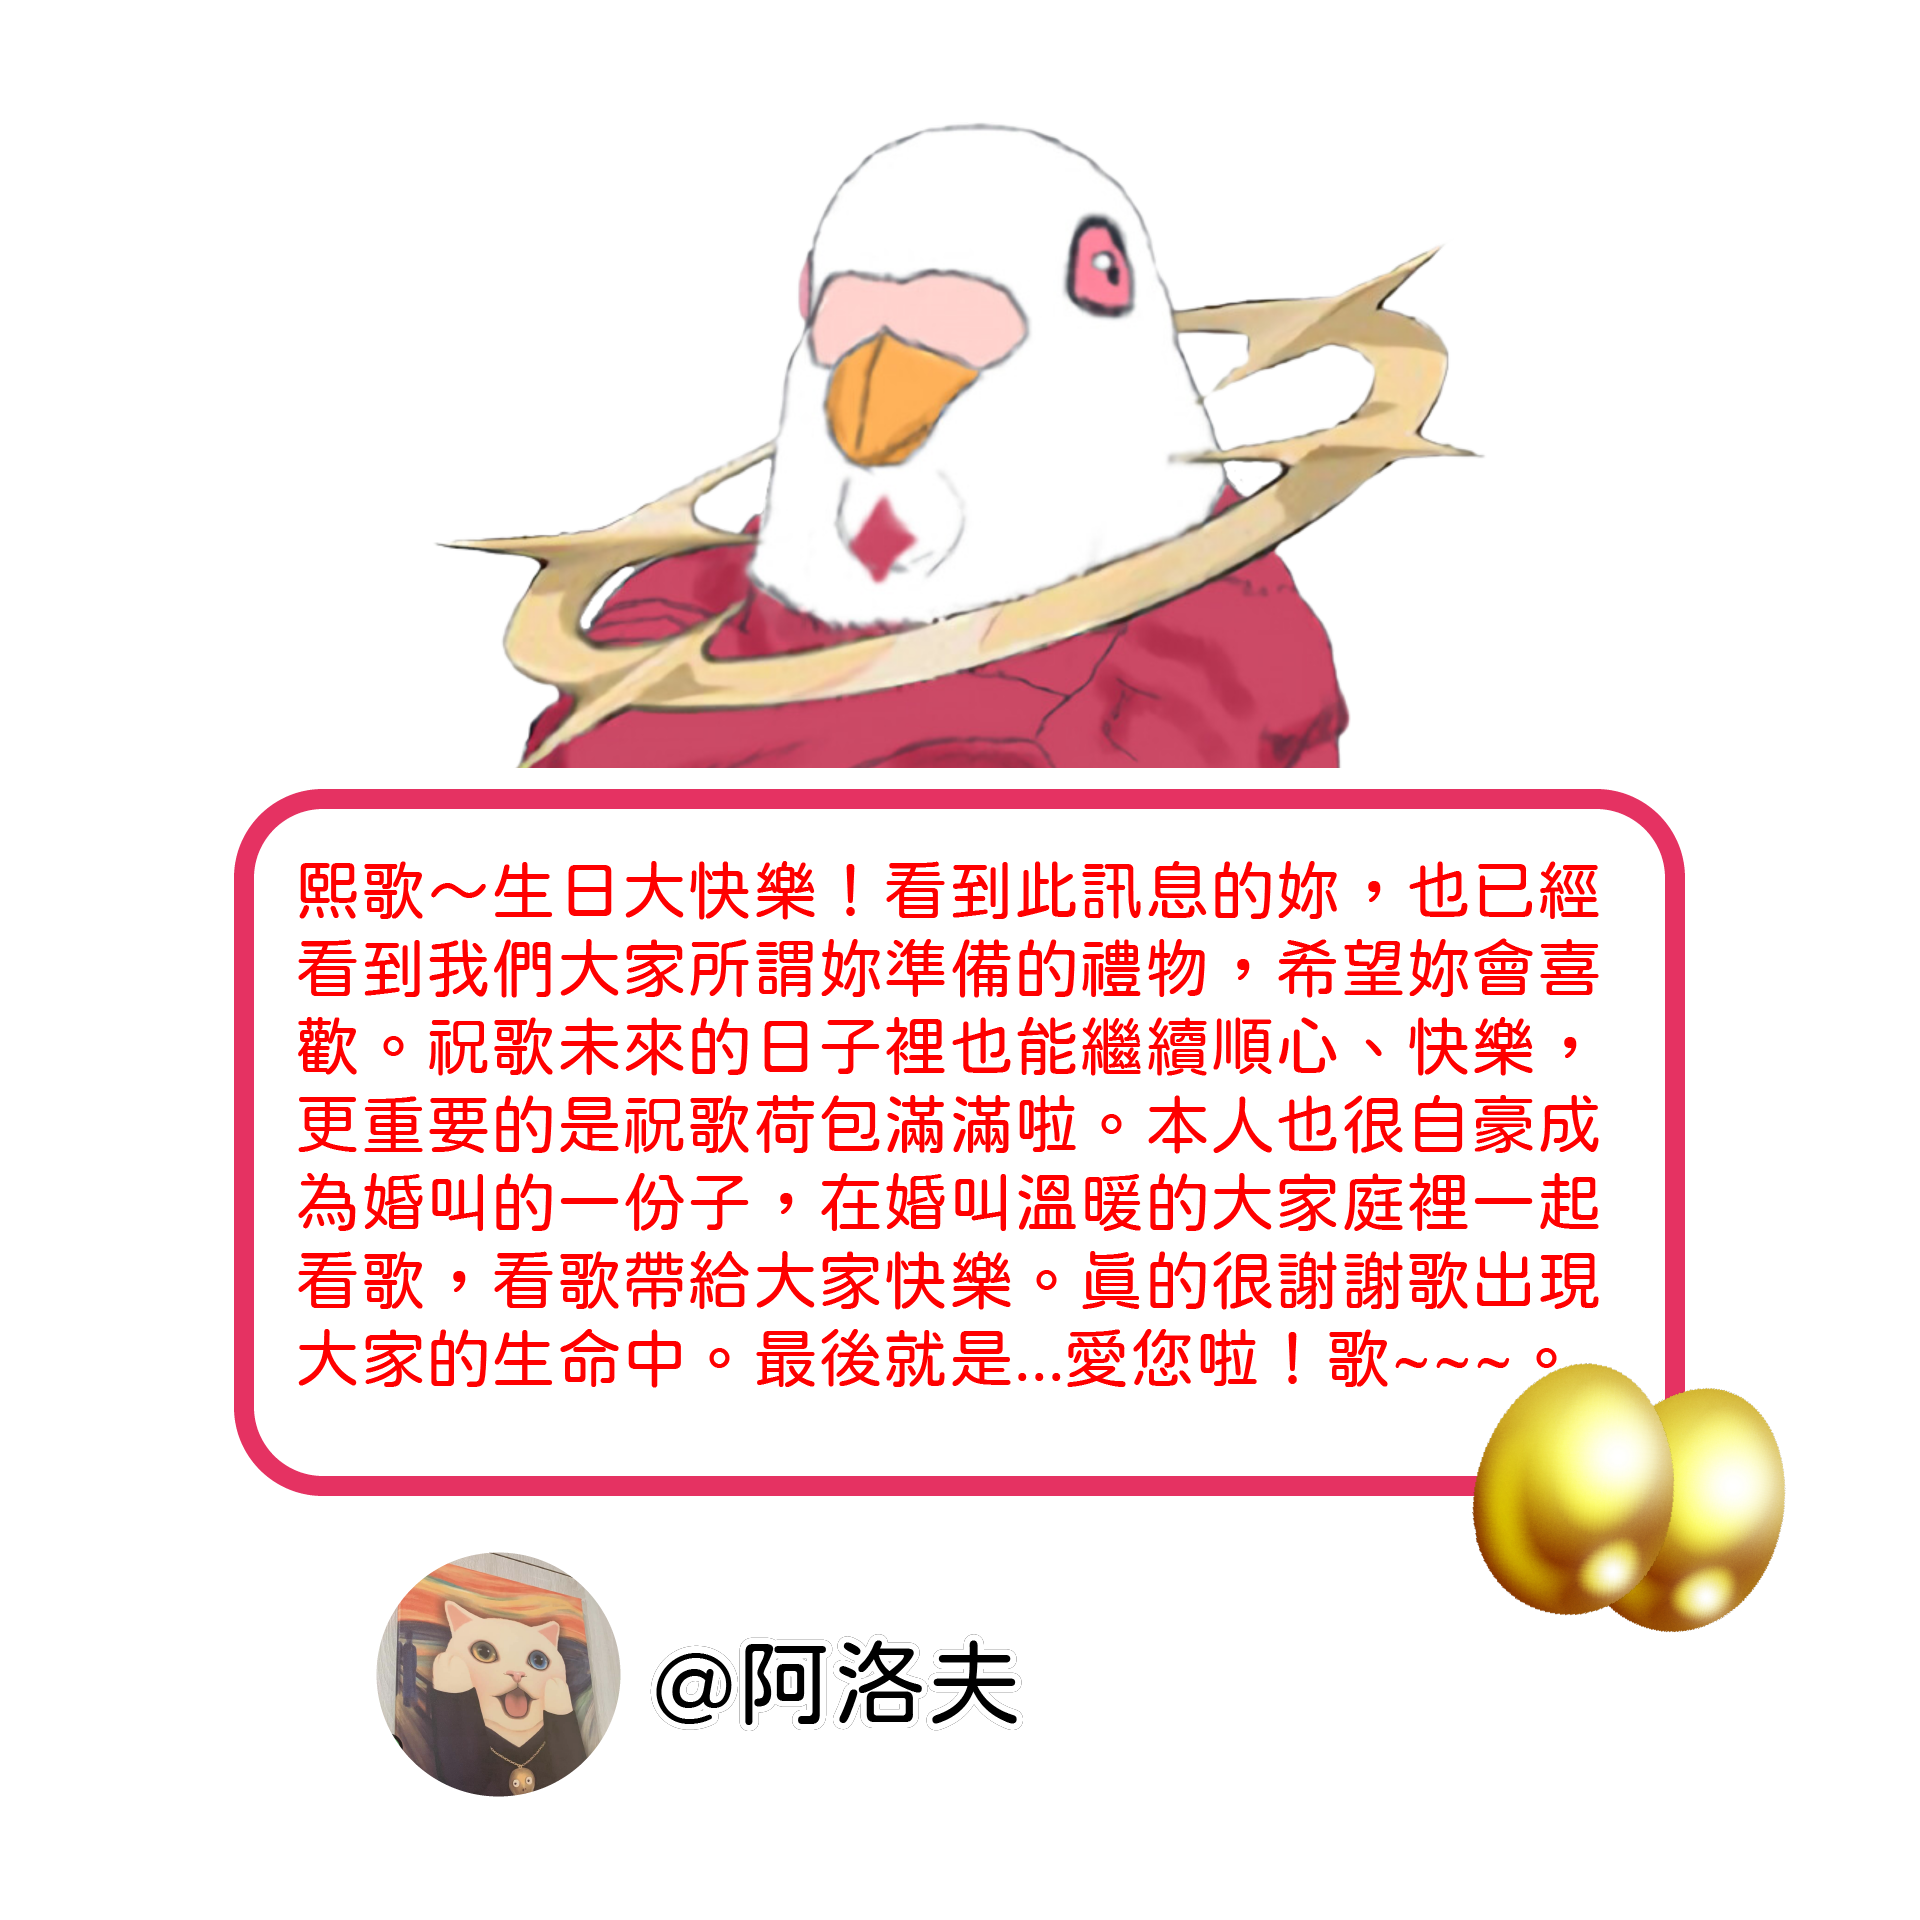 熙歌～生日大快樂！看到此訊息的妳，也已經
看到我們大家所謂妳準備的禮物，希望妳會喜
歡。祝歌未來的日子裡也能繼續順心、快樂，
更重要的是祝歌荷包滿滿啦。本人也很自豪成
為婚叫的一份子，在婚叫溫暖的大家庭裡一起
看歌，看歌帶給大家快樂。真的很謝謝歌出現
大家的生命中。最後就是...愛您啦！歌~~~。
@阿洛夫